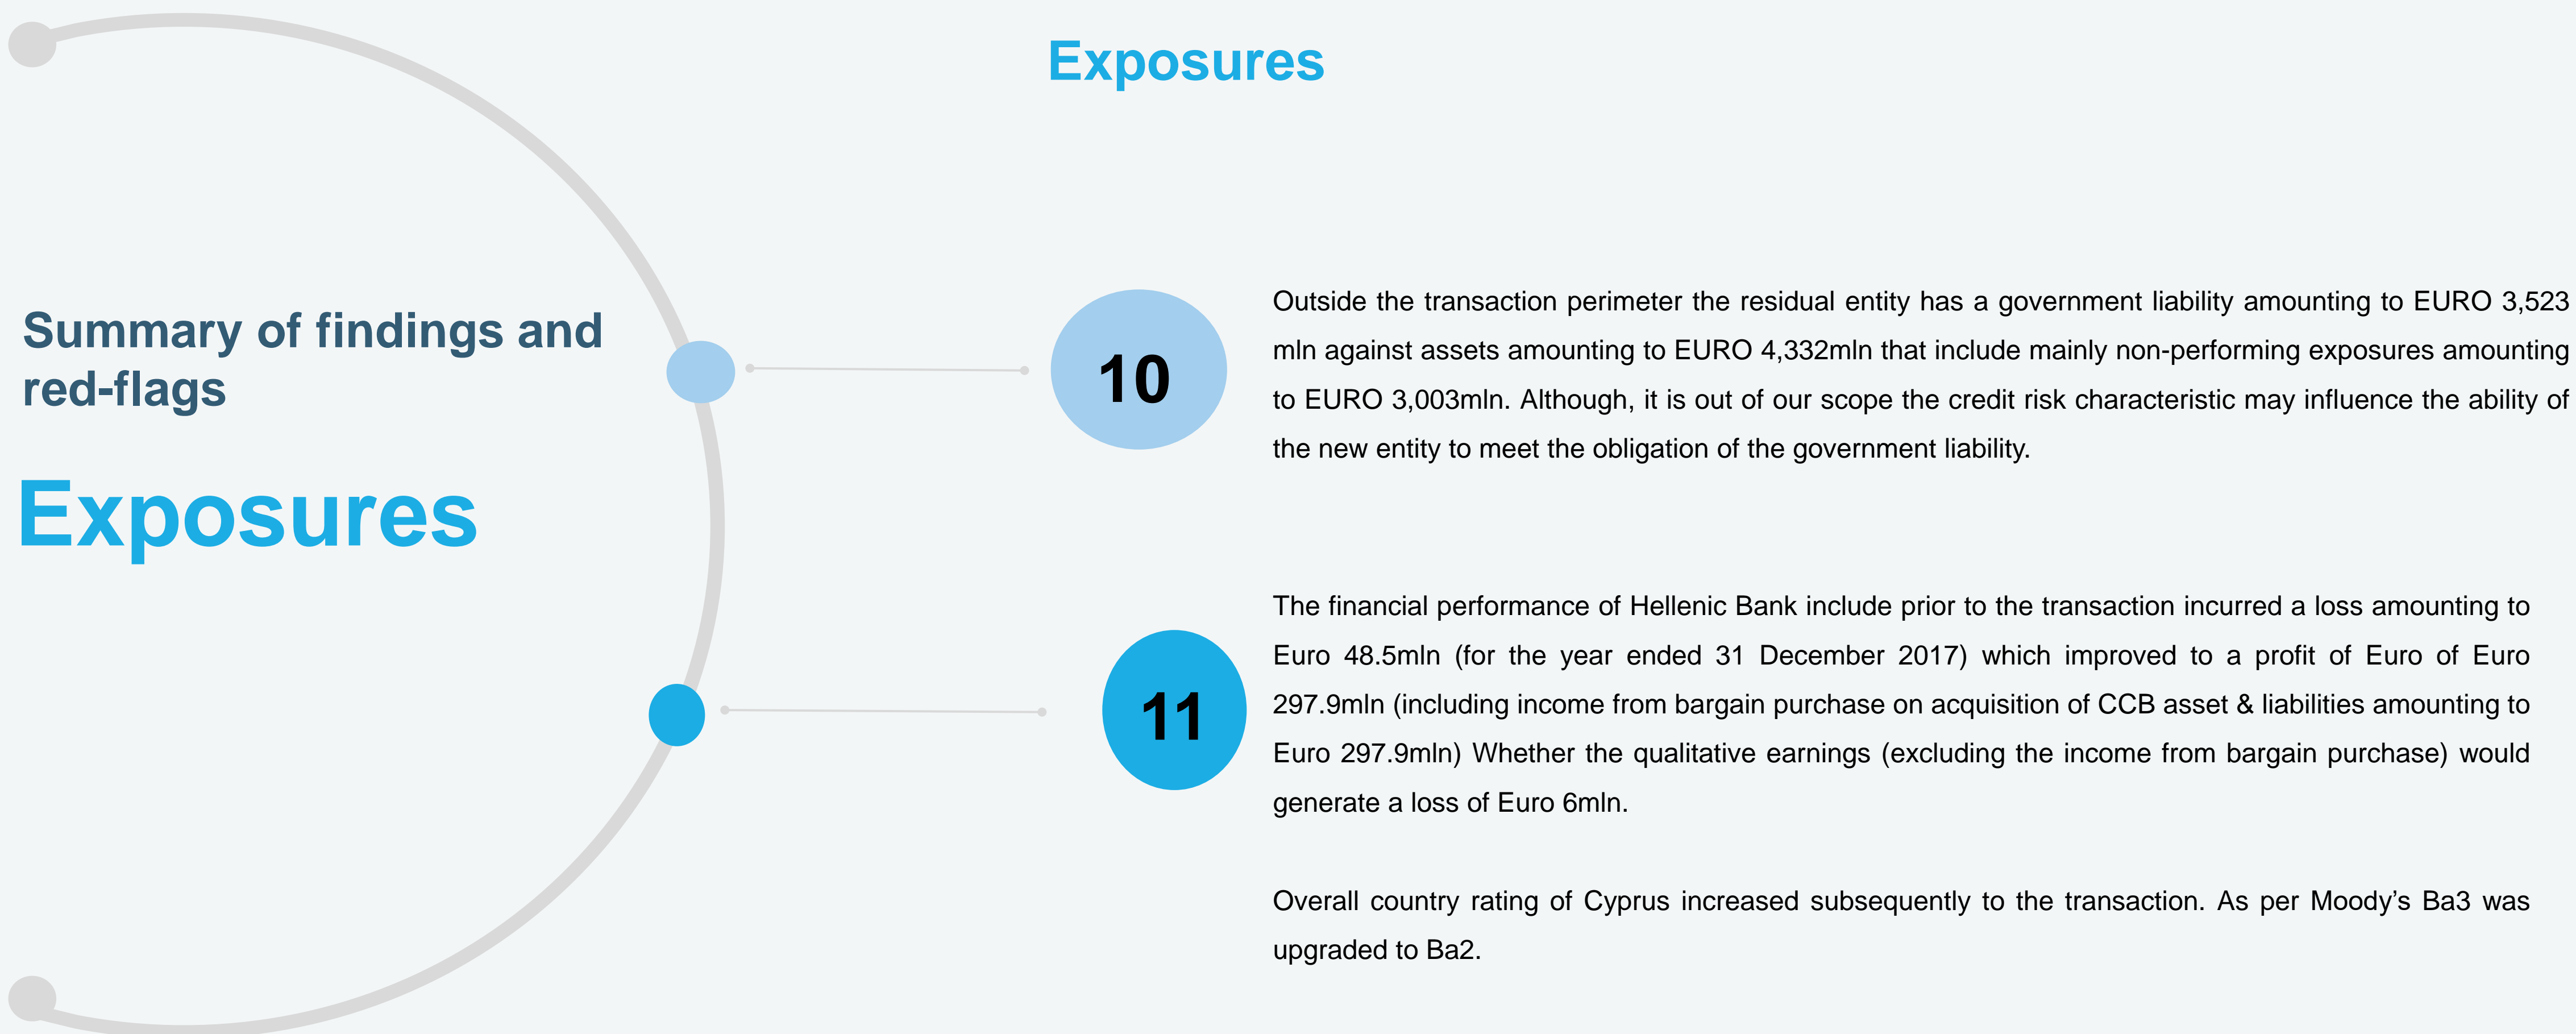 Exposures
Summary of findings and
red-flags
Exposures
10
Outside the transaction perimeter the residual entity has a government liability amounting to EURO 3,523
mln against assets amounting to EURO 4,332mln that include mainly non-performing exposures amounting
to EURO 3,003mln. Although, it is out of our scope the credit risk characteristic may influence the ability of
the new entity to meet the obligation of the government liability.
11
The financial performance of Hellenic Bank include prior to the transaction incurred a loss amounting to
Euro 48.5mln (for the year ended 31 December 2017) which improved to a profit of Euro of Euro
297.9mln (including income from bargain purchase on acquisition of CCB asset & liabilities amounting to
Euro 297.9mln) Whether the qualitative earnings (excluding the income from bargain purchase) would
generate a loss of Euro 6mln.
Overall country rating of Cyprus increased subsequently to the transaction. As per Moody’s Ba3 was
upgraded to Ba2.